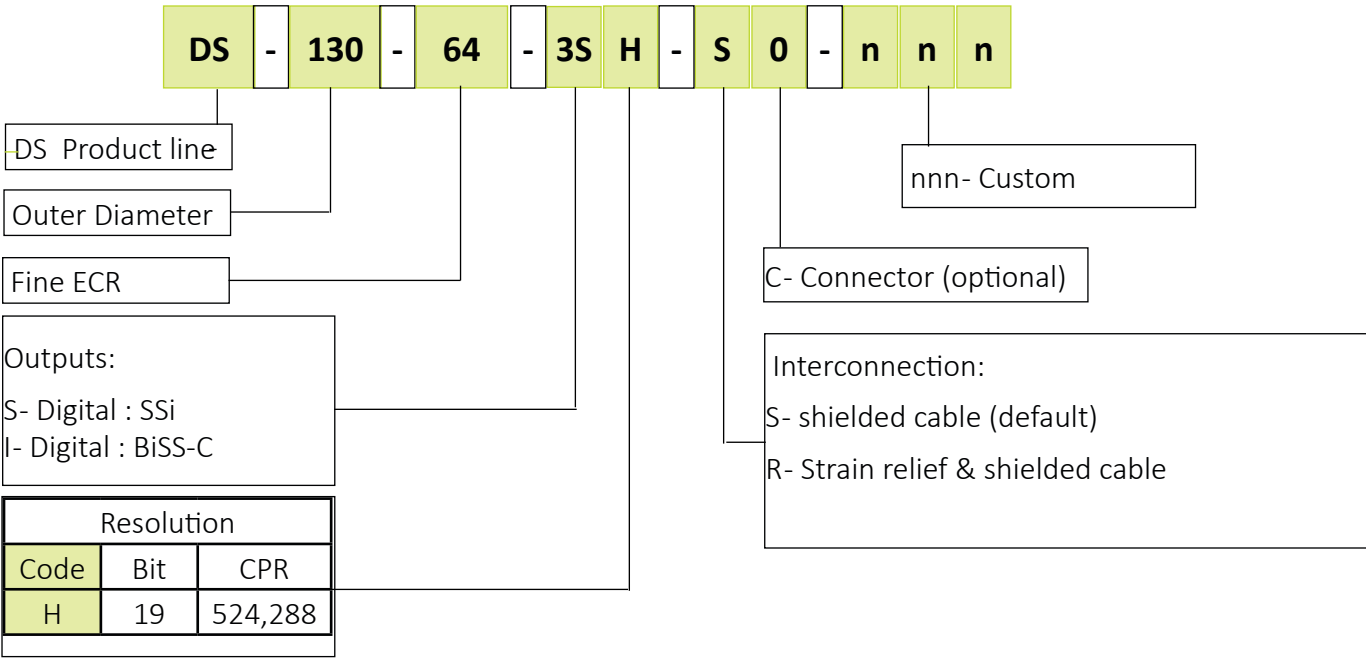 DS - 130 - 64 - 3S H - S 0 - n n n
DS Product line
Outer Diameter
Fine ECR
Outputs:
S- Digital : SSi
I- Digital : BiSS-C
Resolution
Code Bit CPR
H 19 524,288
nnn- Custom
C- Connector (optional)
Interconnection:
S- shielded cable (default)
R- Strain relief & shielded cable